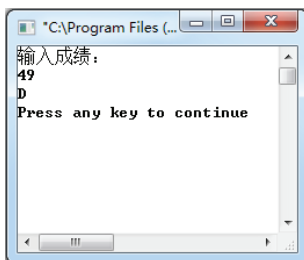 "C:\Program Files (...
输入成绩：
49
D
Press any key to continue